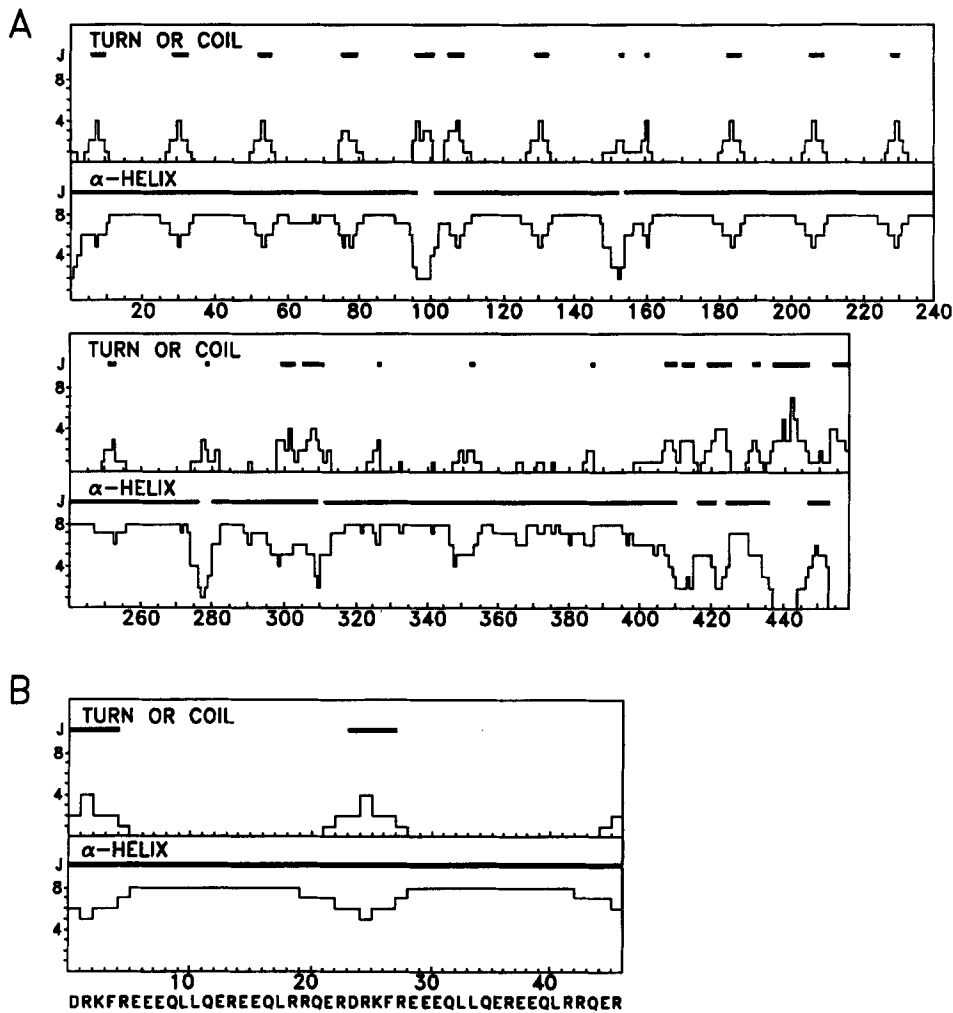 A
TURN OR COIL
J
8
4
α-HELIX
J
8
4
20 40 60 80 100 120 140 160 180 200 220 240
TURN OR COIL
J
8
4
α-HELIX
J
8
4
260 280 300 320 340 360 380 400 420 440
B
TURN OR COIL
J
8
4
α-HELIX
J
8
4
10 20 30 40
DRKFREEEQLLQEREEQLRRQERDRKFREEEQLLQEREEQLRRQER